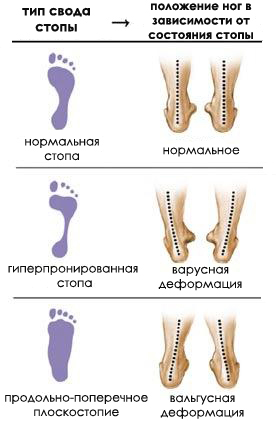 тип свода
стопы
→
положение ног в
зависимости от
состояния стопы
нормальная
стопа
нормальное
гиперпронированная
стопа
варусная
деформация
продольно-поперечное
плоскостопие
вальгусная
деформация